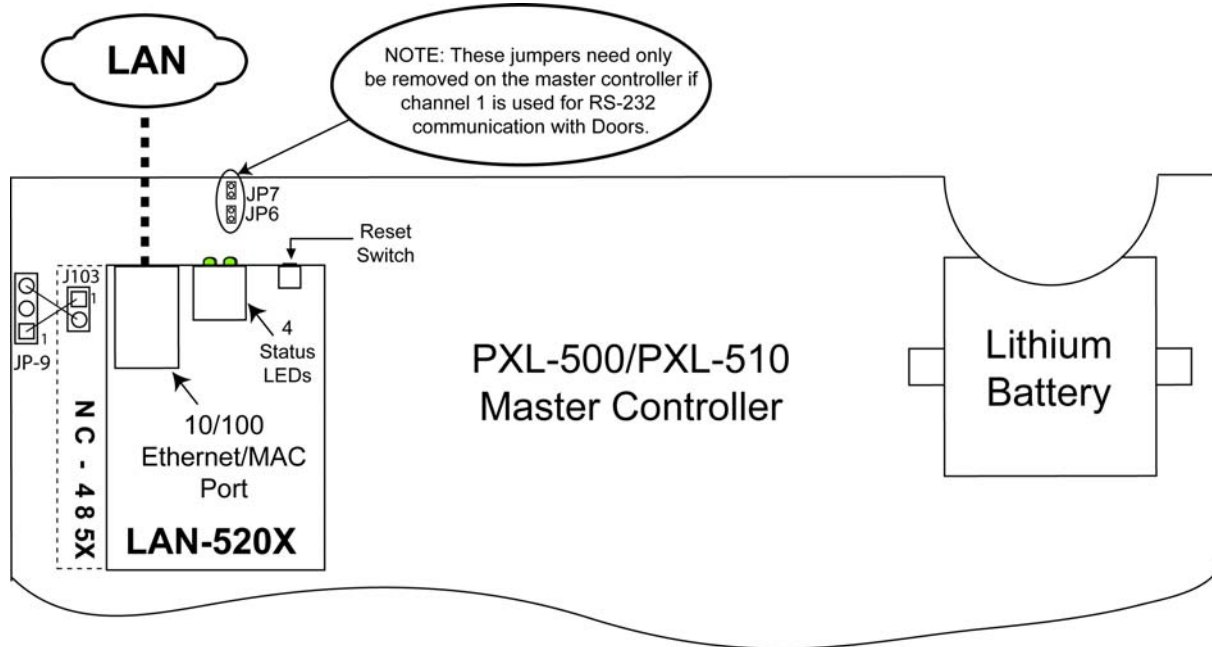 LAN
NOTE: These jumpers need only
be removed on the master controller if
channel 1 is used for RS-232
communication with Doors.
JP7
JP6
Reset
Switch
J103
1
1
JP-9
4
Status
LEDs
10/100
Ethernet/MAC
Port
NC-485X
LAN-520X
PXL-500/PXL-510
Master Controller
Lithium
Battery